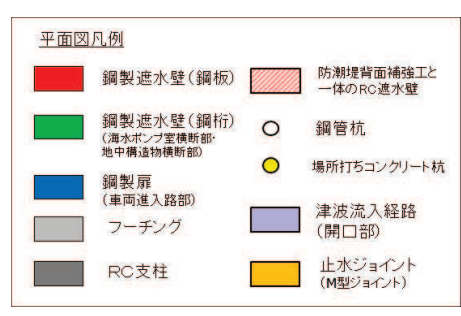 平面図凡例
鋼製遮水壁(鋼板)
鋼製遮水壁(鋼桁)
(海水ポンプ室横断部・
地中構造物横断部)
鋼製扉
(車両進入路部)
フーチング
RC支柱
防潮堤背面補強工と
一体のRC遮水壁
鋼管杭
場所打ちコンクリート杭
津波流入経路
(開口部)
止水ジョイント
(M型ジョイント)